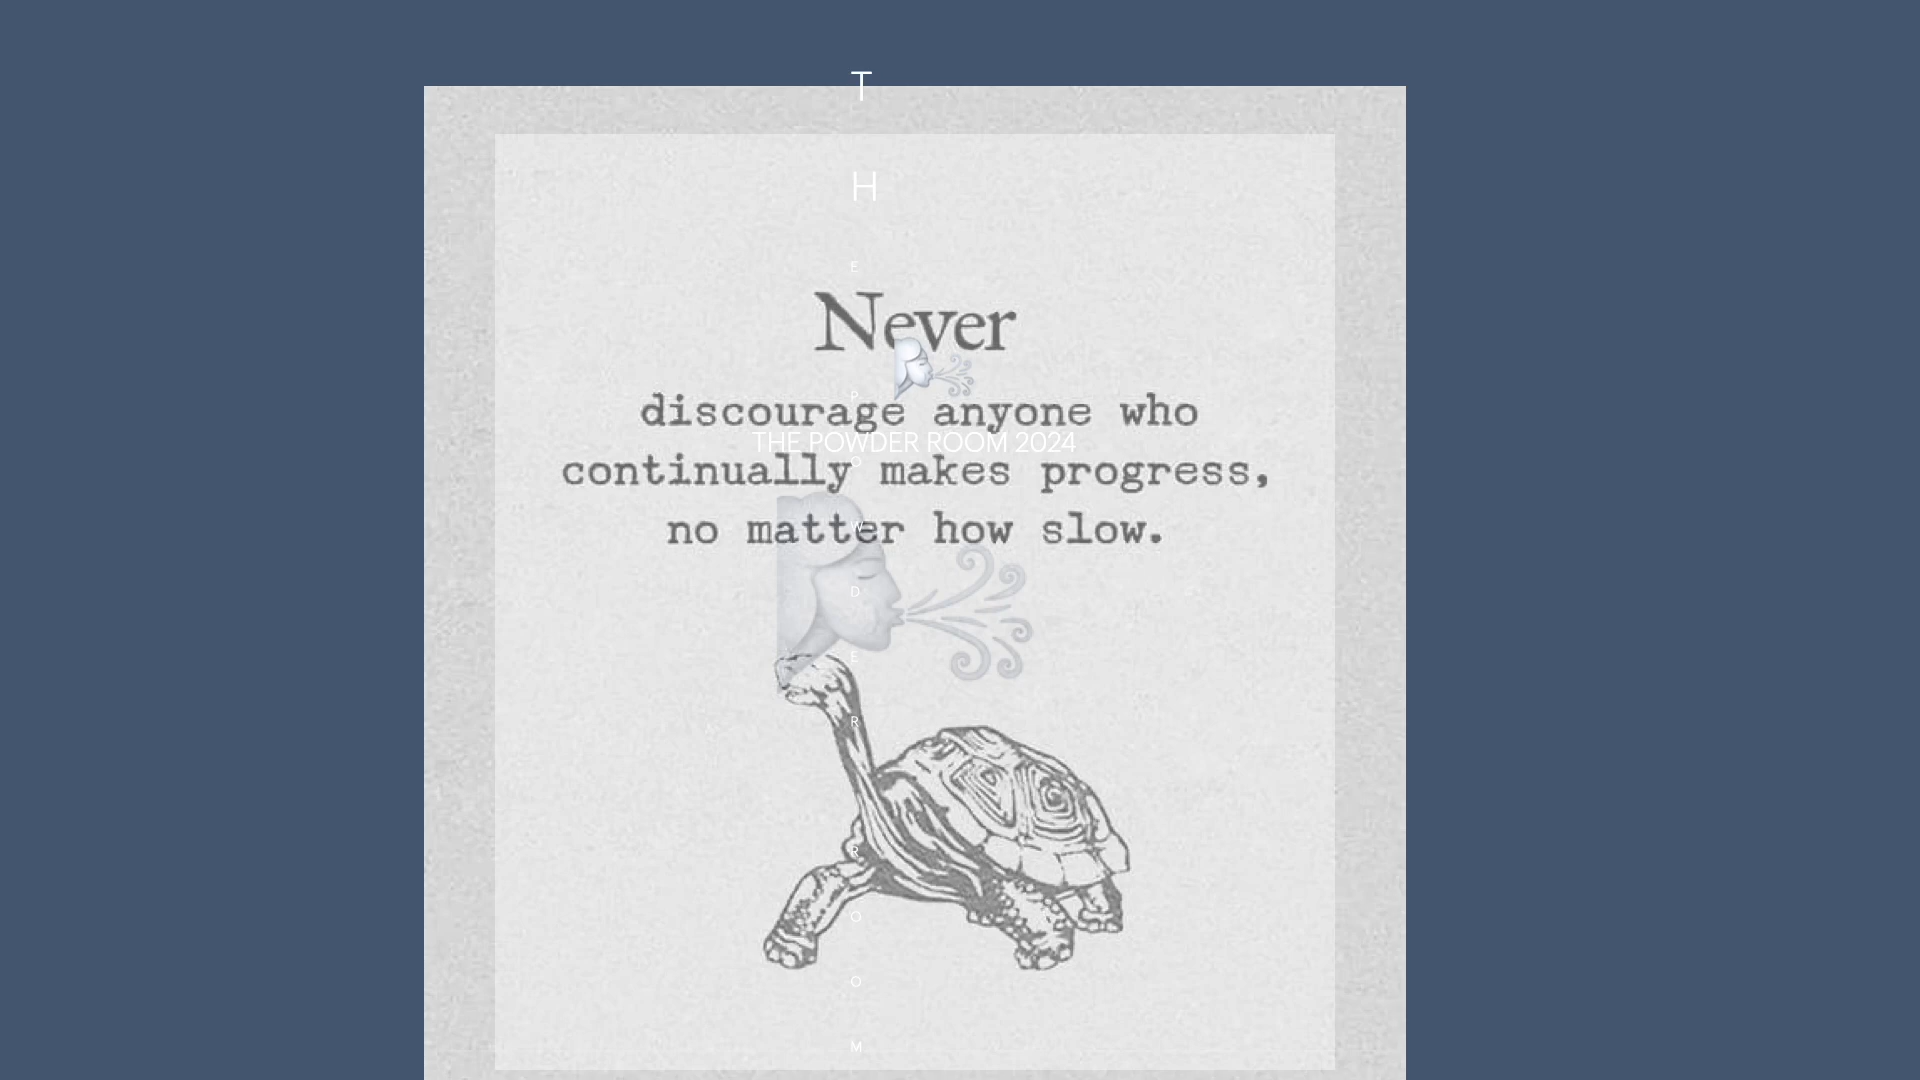 T
H
E
P
O
W
D
E
R
R
O
O
M
Never
discourage anyone who
THE POWDER ROOM 2024
continually makes progress,
no matter how slow.